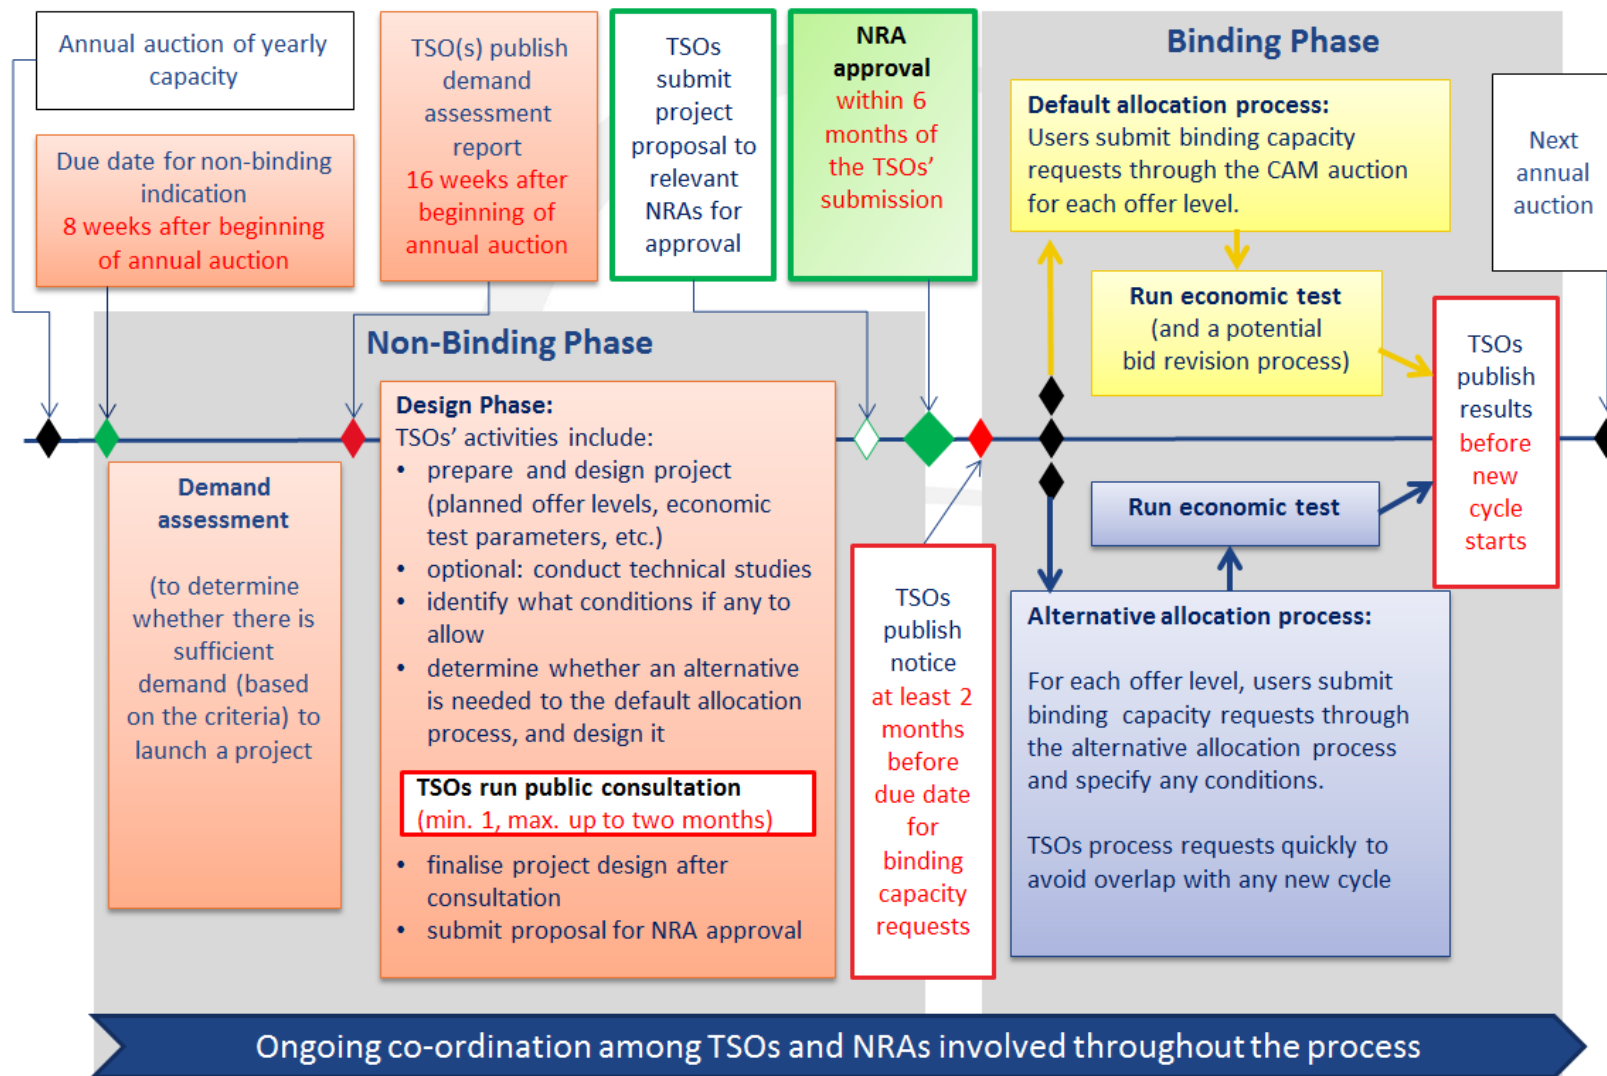 Annual auction of yearly
capacity
Due date for non-binding
indication
8 weeks after beginning
of annual auction
TSO(s) publish
demand
assessment
report
16 weeks after
beginning of
annual auction
TSOs
submit
project
proposal to
relevant
NRAs for
approval
NRA
approval
within 6
months of
the TSOs’
submission
Binding Phase
Default allocation process:
Users submit binding capacity
requests through the CAM auction
for each offer level.
Next
annual
auction
Run economic test
(and a potential
bid revision process)
TSOs
publish
results
before
new
cycle
starts
Non-Binding Phase
Demand
assessment
(to determine
whether there is
sufficient
demand (based
on the criteria) to
launch a project
Design Phase:
TSOs’ activities include:
• prepare and design project
(planned offer levels, economic
test parameters, etc.)
• optional: conduct technical studies
• identify what conditions if any to
allow
• determine whether an alternative
is needed to the default allocation
process, and design it
TSOs run public consultation
(min. 1, max. up to two months)
• finalise project design after
consultation
• submit proposal for NRA approval
TSOs
publish
notice
at least 2
months
before
due date
for
binding
capacity
requests
Run economic test
Alternative allocation process:
For each offer level, users submit
binding capacity requests through
the alternative allocation process
and specify any conditions.
TSOs process requests quickly to
avoid overlap with any new cycle
Ongoing co-ordination among TSOs and NRAs involved throughout the process